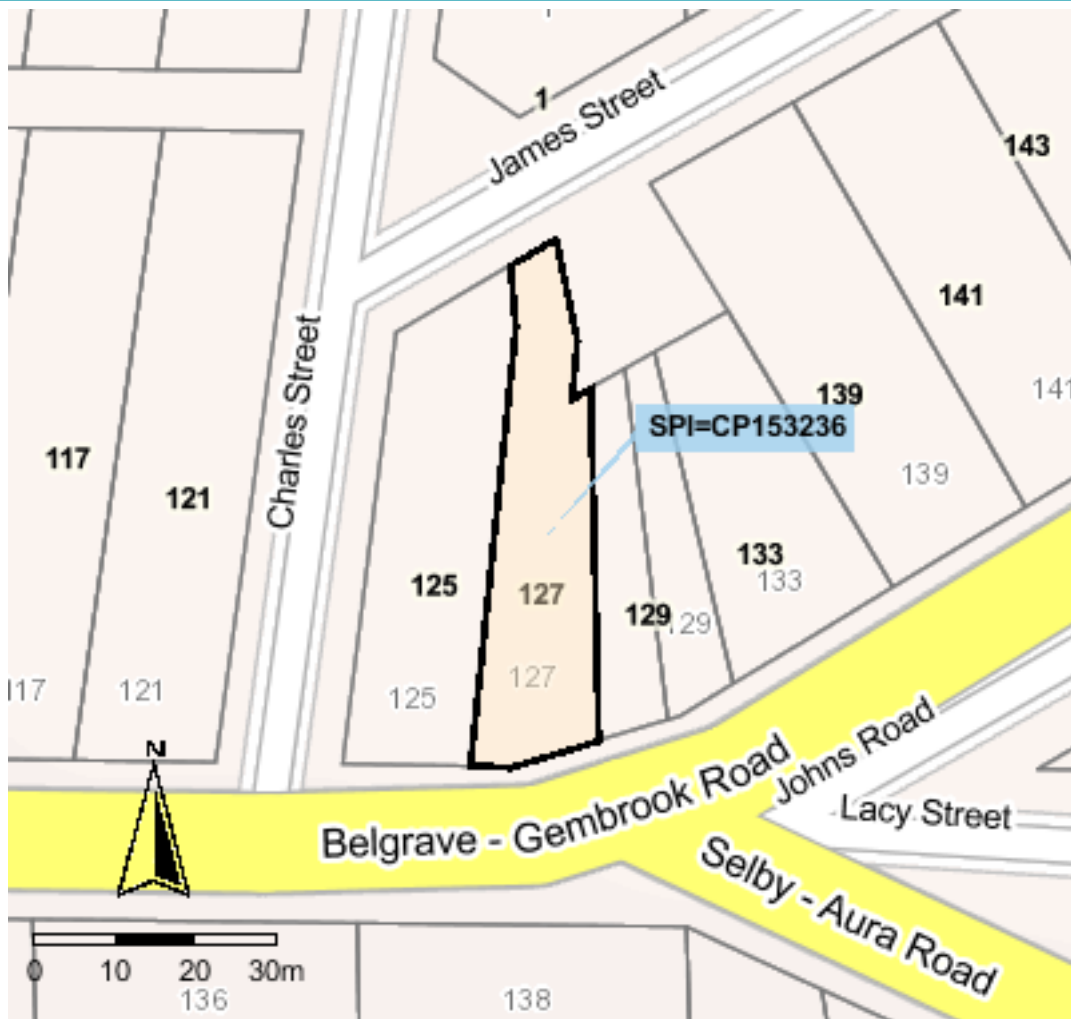 1
James Street
143
141
141
139
139
SPI=CP153236
Charles Street
117
121
125
127
129
133
133
129
127
125
121
117
N
Belgrave - Gembrook Road
Johns Road
Lacy Street
Selby - Aura Road
0 10 20 30m
136
138